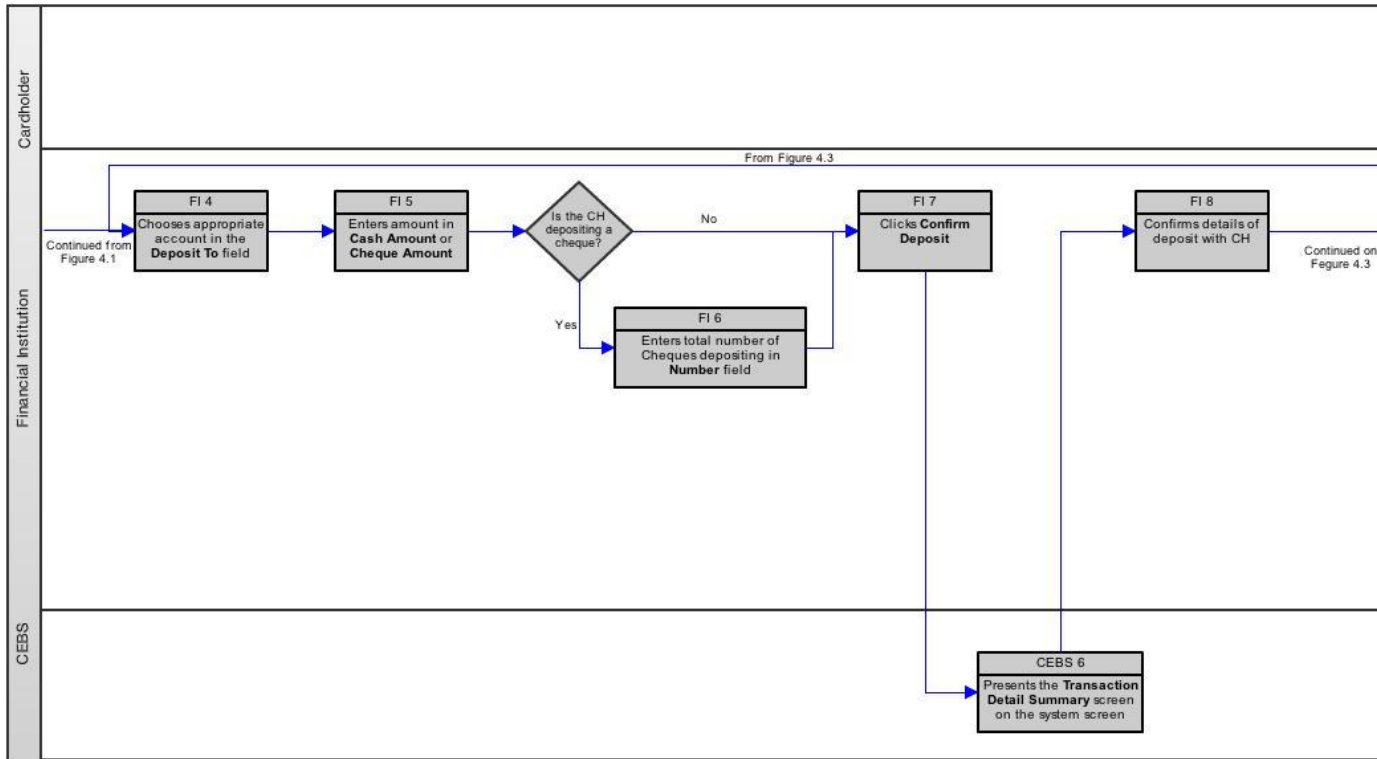 Cardholder
From Figure 4.3
Continued from
Figure 4.1
FI 4
Chooses appropriate
account in the
Deposit To field
FI 5
Enters amount in
Cash Amount or
Cheque Amount
Is the CH
depositing a
cheque?
No
Yes
FI 6
Enters total number of
Cheques depositing in
Number field
FI 7
Clicks Confirm
Deposit
FI 8
Confirms details of
deposit with CH
Continued on
Fegure 4.3
Financial Institution
CEBS
CEBS 6
Presents the Transaction
Detail Summary screen
on the system screen